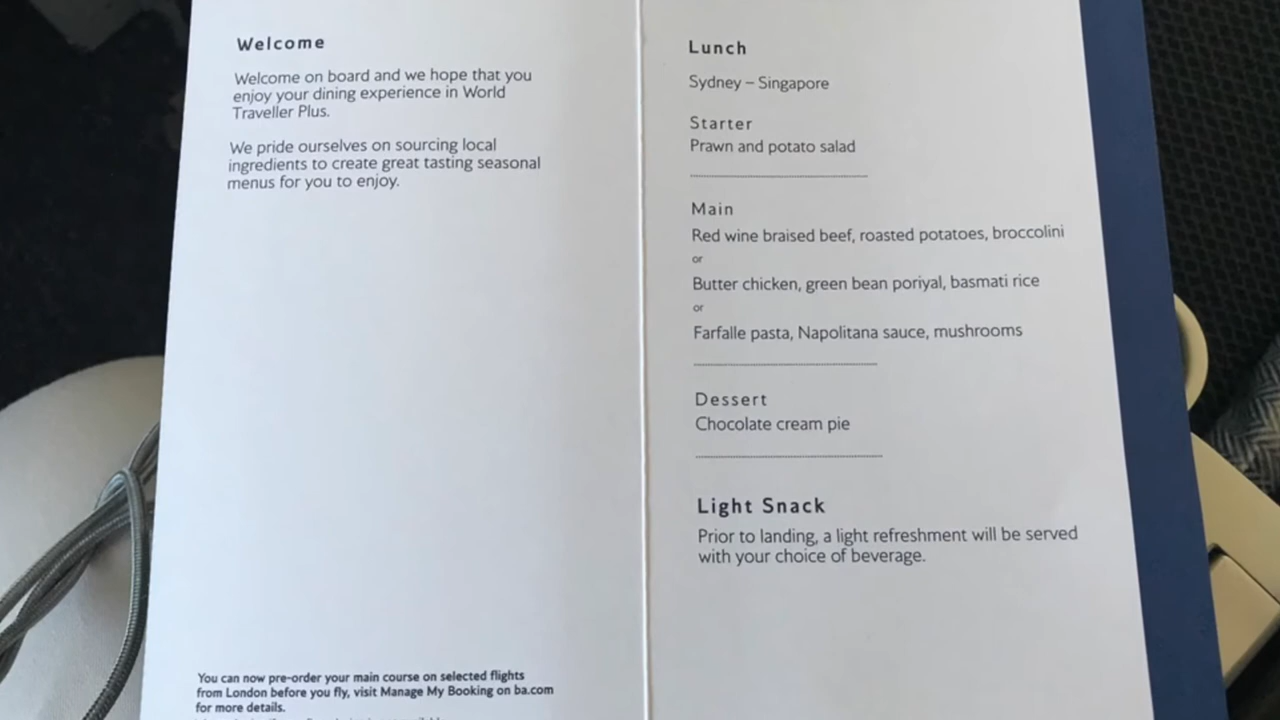 Welcome
Welcome on board and we hope that you
enjoy your dining experience in World
Traveller Plus.
We pride ourselves on sourcing local
ingredients to create great tasting seasonal
menus for you to enjoy.
You can now pre-order your main course on selected flights
from London before you fly, visit Manage My Booking on ba.com
for more details.
Lunch
Sydney – Singapore
Starter
Prawn and potato salad
Main
Red wine braised beef, roasted potatoes, broccolini
or
Butter chicken, green bean poriyal, basmati rice
or
Farfalle pasta, Napolitana sauce, mushrooms
Dessert
Chocolate cream pie
Light Snack
Prior to landing, a light refreshment will be served
with your choice of beverage.